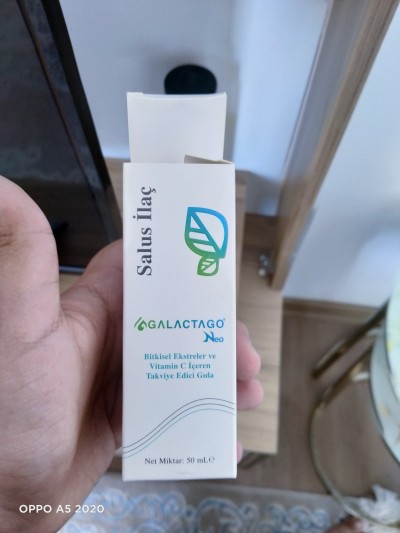 Salus İlaç
GALACTAGO®
Neo
Bitkisel Ekstreler ve
Vitamin C İçeren
Takviye Edici Gıda
Net Miktar: 50 mL℮
OPPO A5 2020